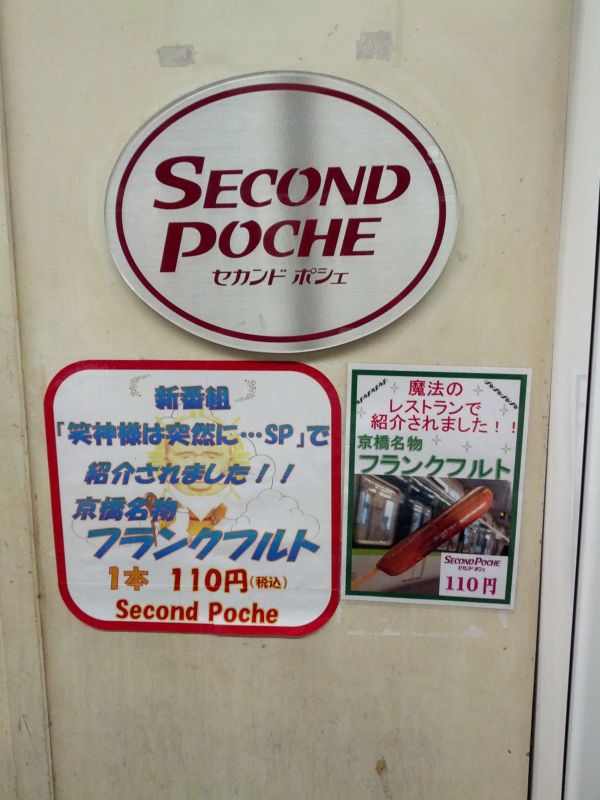 SECOND
POCHE
セカンド ポシェ
新番組
「笑神様は突然に…SP」で
紹介されました！！
京橋名物
フランクフルト
1本 110円(税込)
Second Poche
魔法の
レストランで
紹介されました！！
京橋名物
フランクフルト
SECOND POCHE
セカンド ポシェ
110円